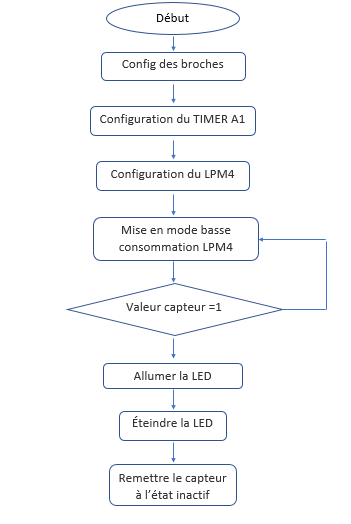 Début
Config des broches
Configuration du TIMER A1
Configuration du LPM4
Mise en mode basse
consommation LPM4
Valeur capteur =1
Allumer la LED
Éteindre la LED
Remettre le capteur
à l’état inactif